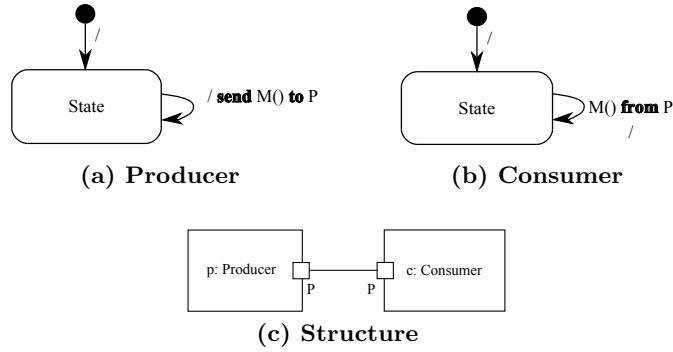 /
State
/ send M() to P
(a) Producer
/
State
M() from P
/
(b) Consumer
p: Producer
P
P
c: Consumer
(c) Structure